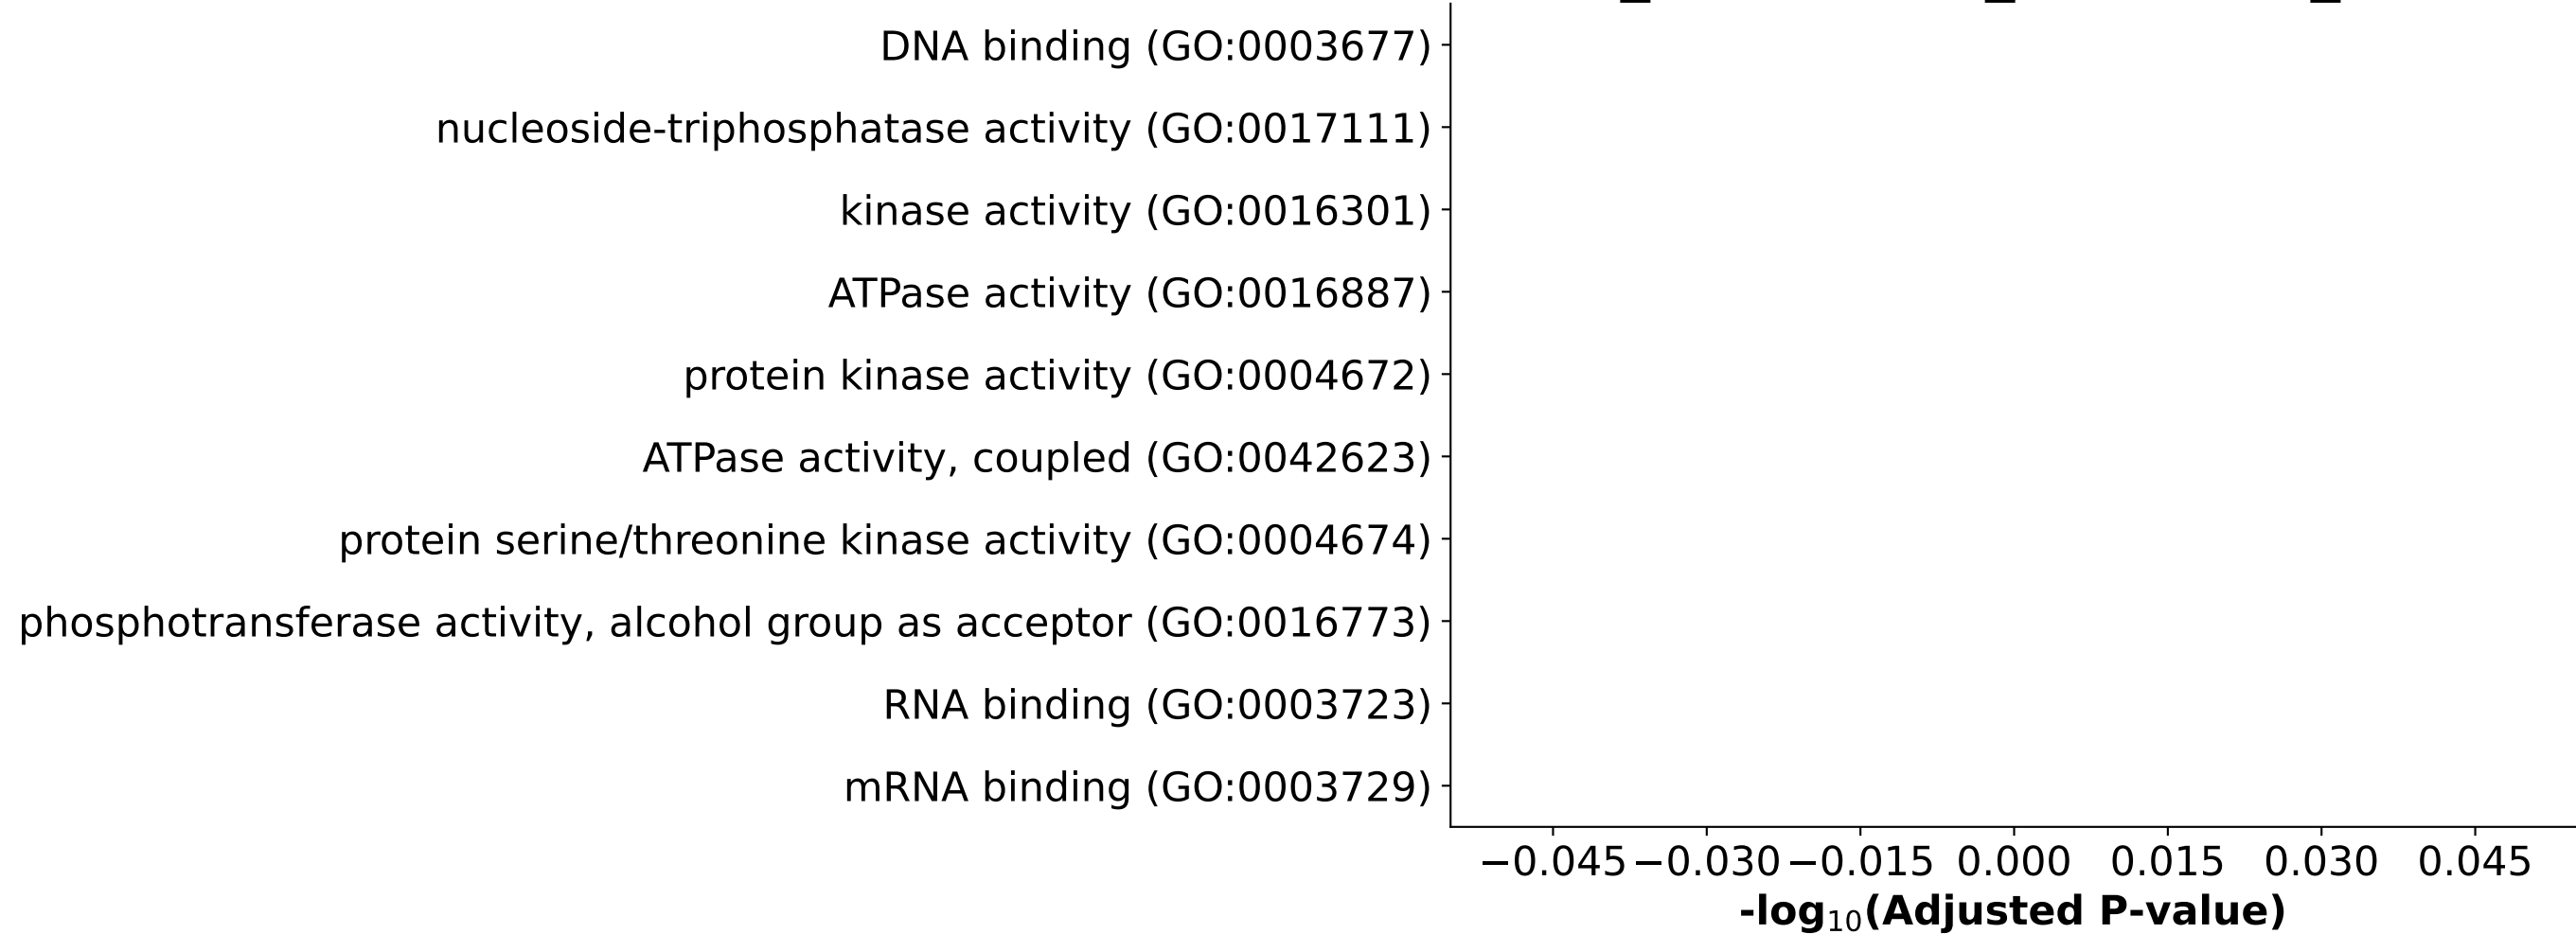 DNA binding (GO:0003677)
nucleoside-triphosphatase activity (GO:0017111)
kinase activity (GO:0016301)
ATPase activity (GO:0016887)
protein kinase activity (GO:0004672)
ATPase activity, coupled (GO:0042623)
protein serine/threonine kinase activity (GO:0004674)
phosphotransferase activity, alcohol group as acceptor (GO:0016773)
RNA binding (GO:0003723)
mRNA binding (GO:0003729)
−0.045 −0.030 −0.015 0.000 0.015 0.030 0.045
-log₁₀(Adjusted P-value)